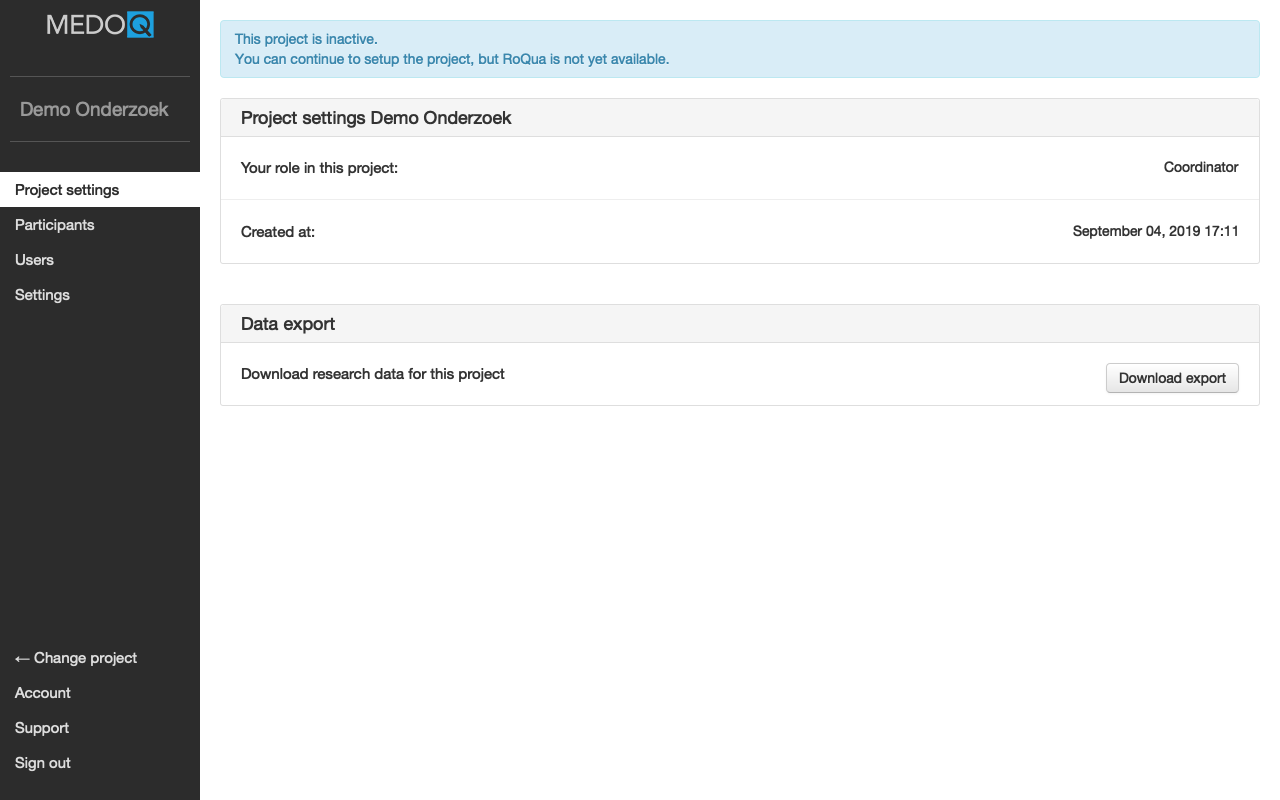 MEDOQ
Demo Onderzoek
Project settings
Participants
Users
Settings
← Change project
Account
Support
Sign out
This project is inactive.
You can continue to setup the project, but RoQua is not yet available.
Project settings Demo Onderzoek
Your role in this project:
Coordinator
Created at:
September 04, 2019 17:11
Data export
Download research data for this project
Download export